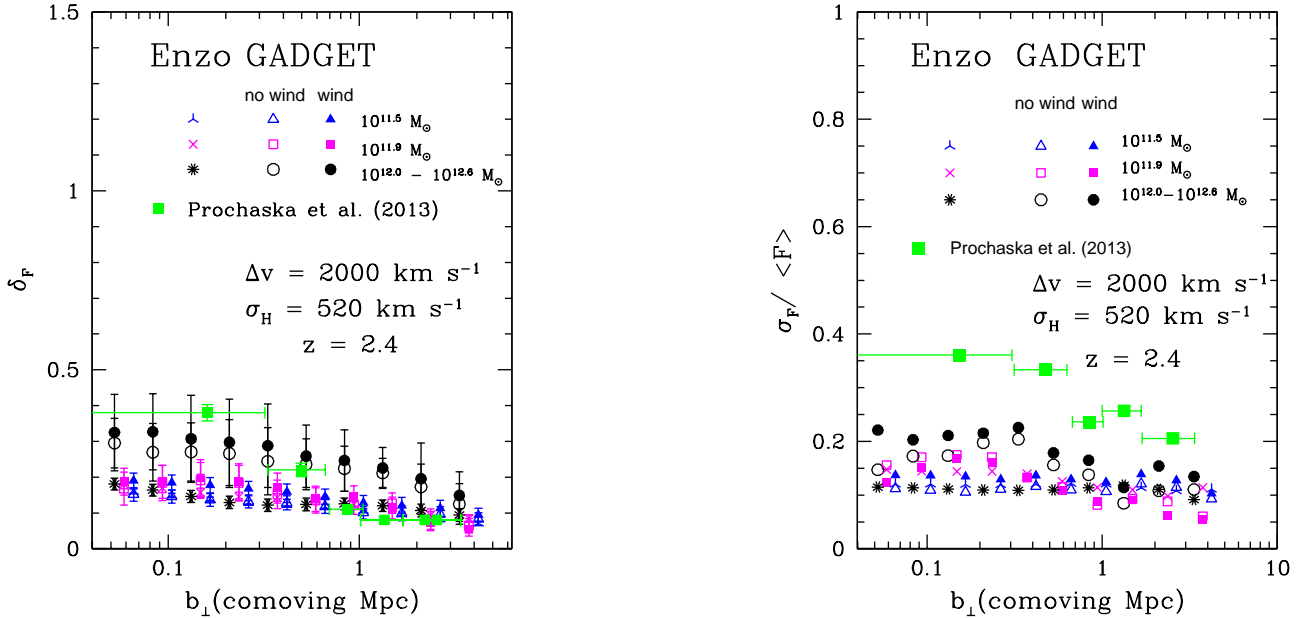 1.5
Enzo GADGET
no wind wind
10^11.5 M⊙
10^11.9 M⊙
10^12.0 − 10^12.6 M⊙
1
Prochaska et al. (2013)
Δv = 2000 km s^−1
σ_H = 520 km s^−1
z = 2.4
δ_F
0.5
0
0.1
1
b_⊥(comoving Mpc)
1
Enzo GADGET
no wind wind
0.8
10^11.5 M⊙
10^11.9 M⊙
10^12.0−10^12.6 M⊙
0.6
Prochaska et al. (2013)
Δv = 2000 km s^−1
σ_H = 520 km s^−1
z = 2.4
σ_F/ <F>
0.4
0.2
0
0.1
1
10
b_⊥(comoving Mpc)